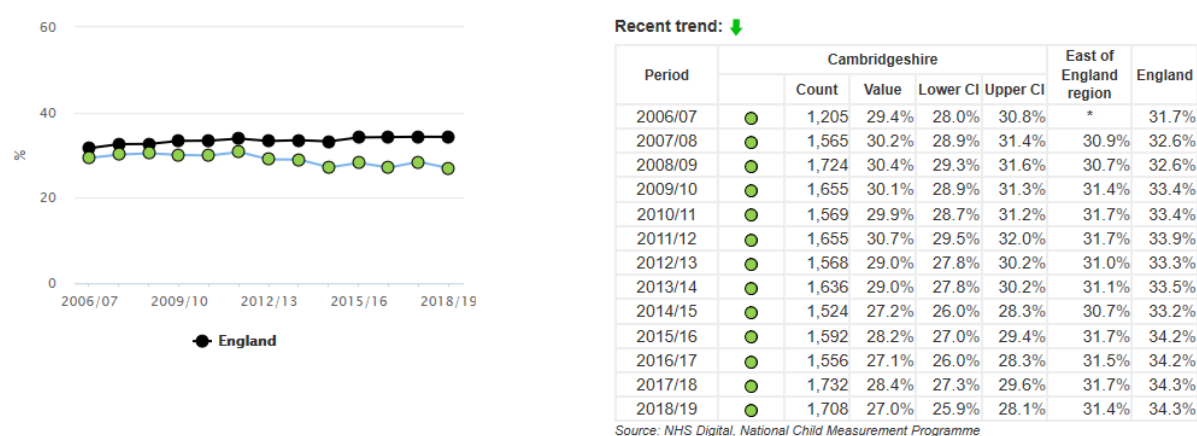 60
40
%
20
0
2006/07 2009/10 2012/13 2015/16 2018/19
England
Recent trend:
Period Cambridgeshire East of England region England
Count Value Lower CI Upper CI
2006/07 1,205 29.4% 28.0% 30.8% * 31.7%
2007/08 1,565 30.2% 28.9% 31.4% 30.9% 32.6%
2008/09 1,724 30.4% 29.3% 31.6% 30.7% 32.6%
2009/10 1,655 30.1% 28.9% 31.3% 31.4% 33.4%
2010/11 1,569 29.9% 28.7% 31.2% 31.7% 33.4%
2011/12 1,655 30.7% 29.5% 32.0% 31.7% 33.9%
2012/13 1,568 29.0% 27.8% 30.2% 31.0% 33.3%
2013/14 1,636 29.0% 27.8% 30.2% 31.1% 33.5%
2014/15 1,524 27.2% 26.0% 28.3% 30.7% 33.2%
2015/16 1,592 28.2% 27.0% 29.4% 31.7% 34.2%
2016/17 1,556 27.1% 26.0% 28.3% 31.5% 34.2%
2017/18 1,732 28.4% 27.3% 29.6% 31.7% 34.3%
2018/19 1,708 27.0% 25.9% 28.1% 31.4% 34.3%
Source: NHS Digital, National Child Measurement Programme